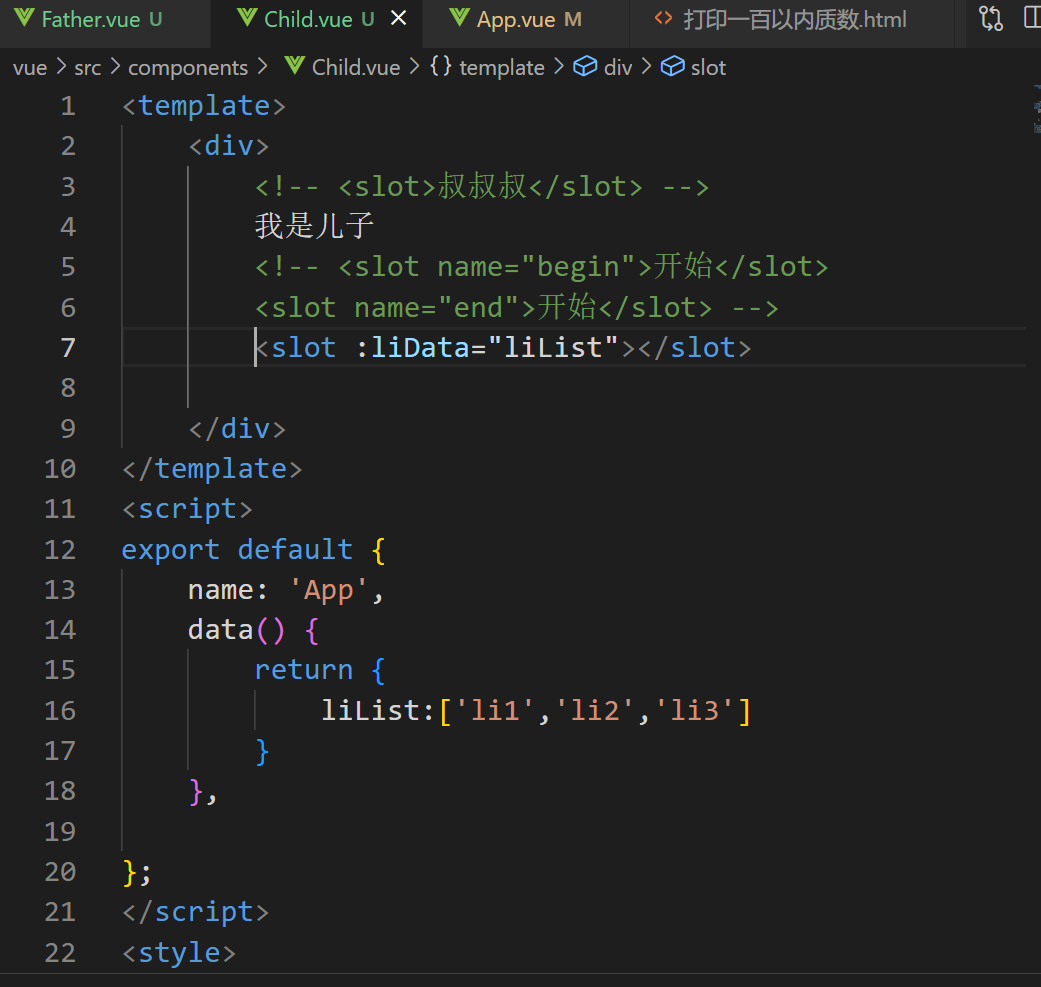 Father.vue U Child.vue U App.vue M 打印一百以内质数.html
vue > src > components > Child.vue > {} template > div > slot
1 <template>
2 <div>
3 <!-- <slot>叔叔叔</slot> -->
4 我是儿子
5 <!-- <slot name="begin">开始</slot>
6 <slot name="end">开始</slot> -->
7 <slot :liData="liList"></slot>
8
9 </div>
10 </template>
11 <script>
12 export default {
13 name: 'App',
14 data() {
15 return {
16 liList:['li1','li2','li3']
17 }
18 },
19
20 };
21 </script>
22 <style>